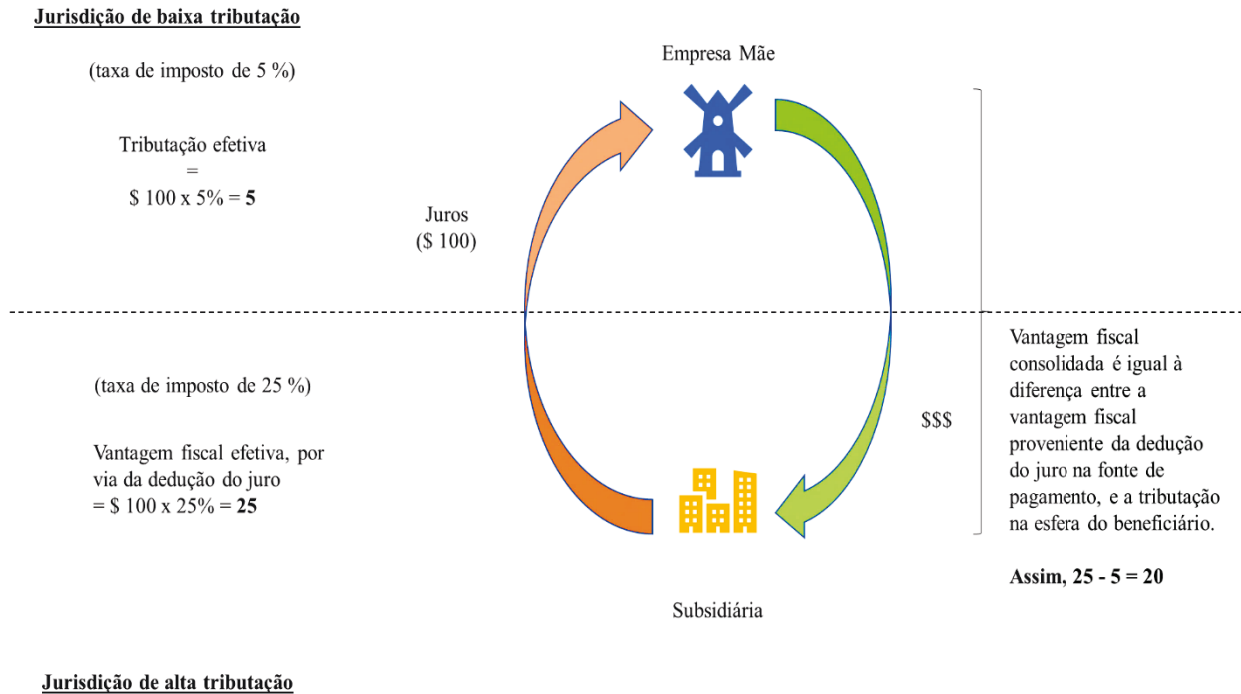 Jurisdição de baixa tributação
(taxa de imposto de 5 %)
Tributação efetiva
=
$ 100 x 5% = 5
Empresa Mãe
Juros
($ 100)
(taxa de imposto de 25 %)
Vantagem fiscal efetiva, por
via da dedução do juro
= $ 100 x 25% = 25
$$$
Vantagem fiscal
consolidada é igual à
diferença entre a
vantagem fiscal
proveniente da dedução
do juro na fonte de
pagamento, e a tributação
na esfera do beneficiário.
Assim, 25 - 5 = 20
Subsidiária
Jurisdição de alta tributação